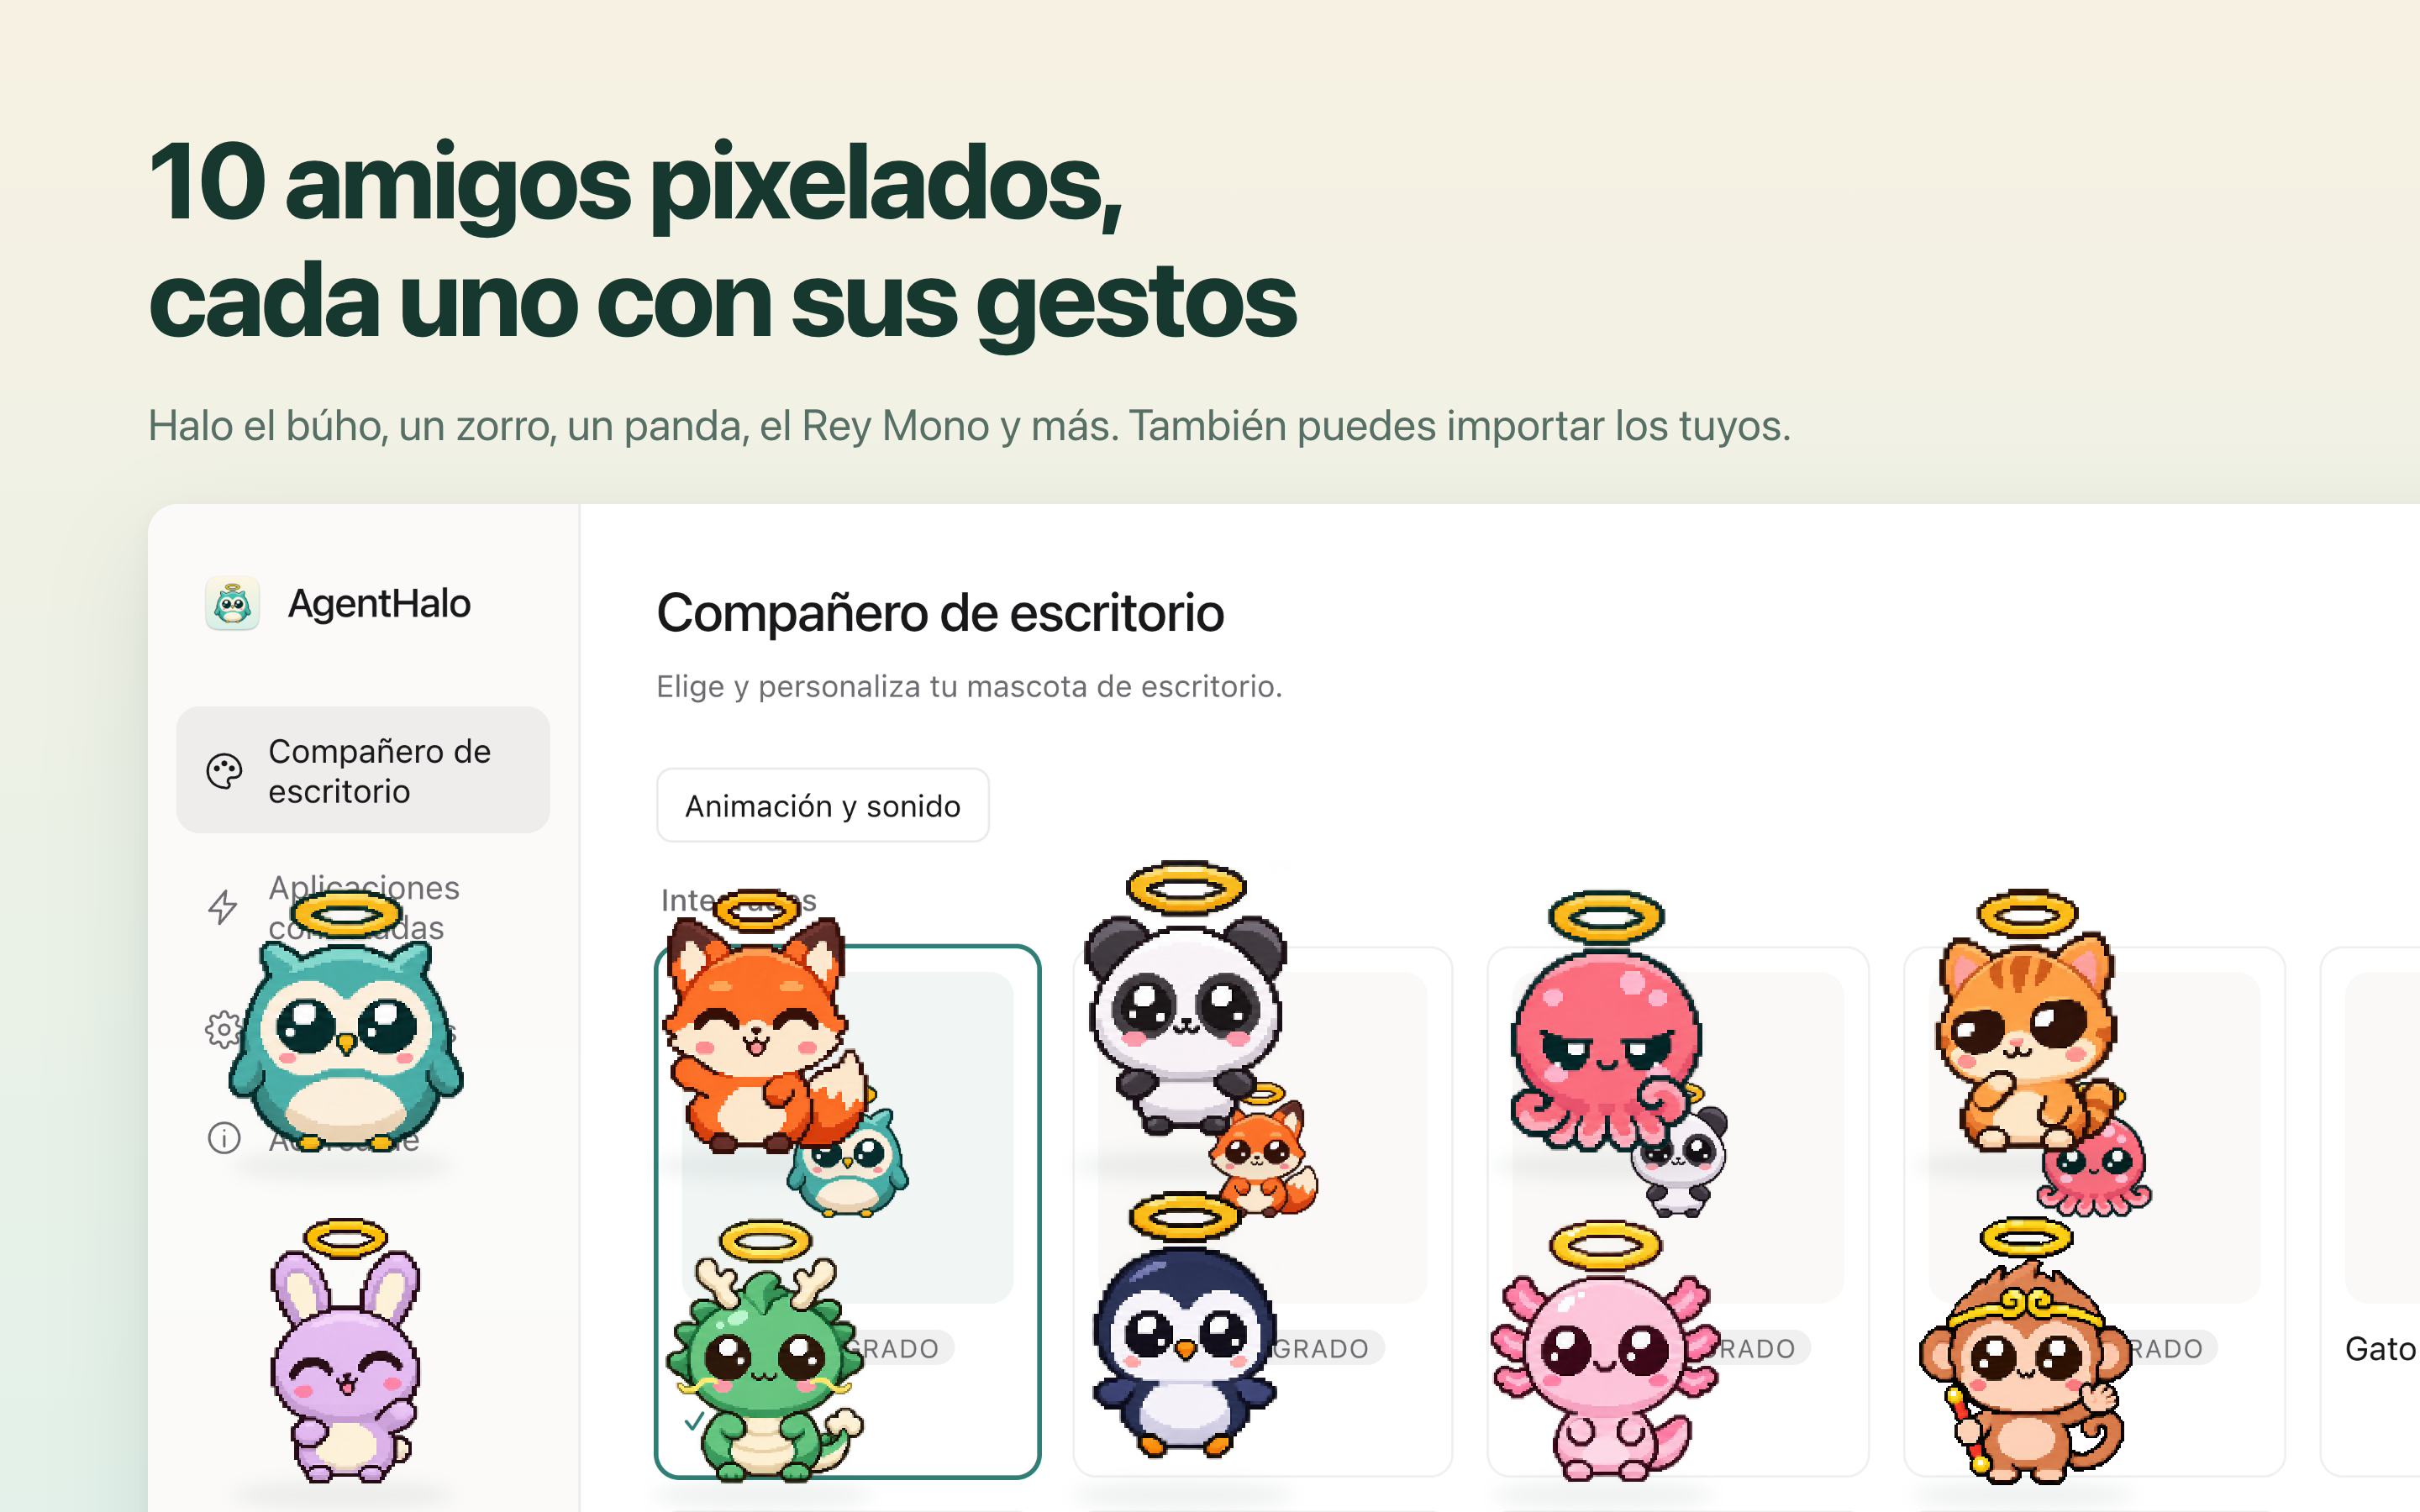 10 amigos pixelados,
cada uno con sus gestos
Halo el búho, un zorro, un panda, el Rey Mono y más. También puedes importar los tuyos.
AgentHalo
Compañero de
escritorio
Aplicaciones
Compañero de escritorio
Elige y personaliza tu mascota de escritorio.
Animación y sonido
GRADO
GRADO
RADO
RADO
Gato